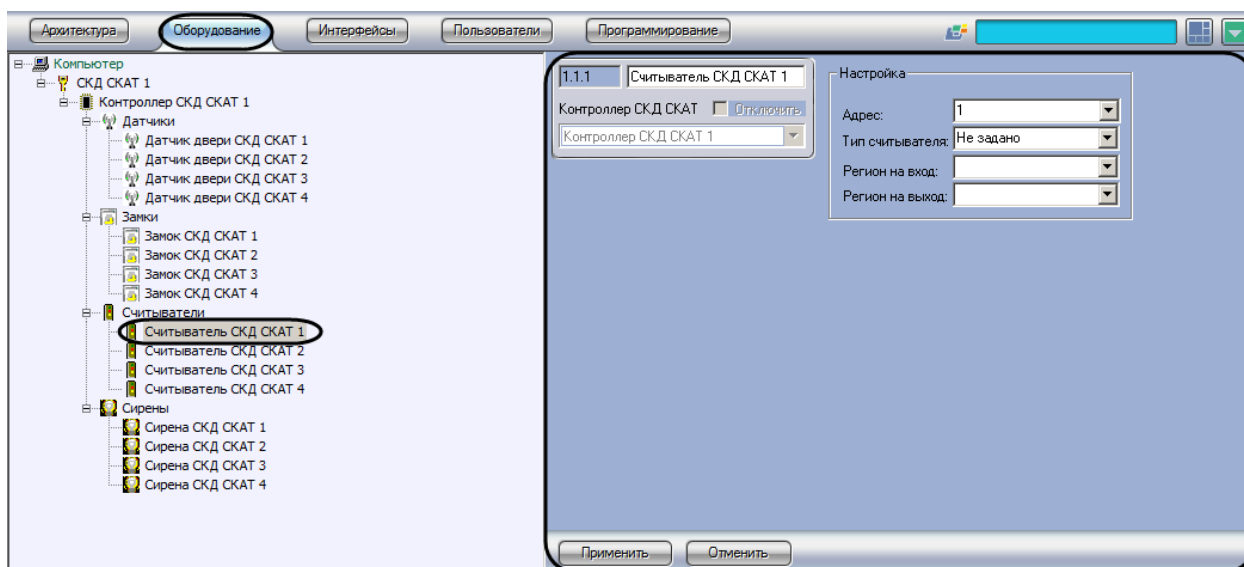 Архитектура Оборудование Интерфейсы Пользователи Программирование
Компьютер
СКД СКАТ 1
Контроллер СКД СКАТ 1
Датчики
Датчик двери СКД СКАТ 1
Датчик двери СКД СКАТ 2
Датчик двери СКД СКАТ 3
Датчик двери СКД СКАТ 4
Замки
Замок СКД СКАТ 1
Замок СКД СКАТ 2
Замок СКД СКАТ 3
Замок СКД СКАТ 4
Считыватели
Считыватель СКД СКАТ 1
Считыватель СКД СКАТ 2
Считыватель СКД СКАТ 3
Считыватель СКД СКАТ 4
Сирены
Сирена СКД СКАТ 1
Сирена СКД СКАТ 2
Сирена СКД СКАТ 3
Сирена СКД СКАТ 4
1.1.1 Считыватель СКД СКАТ 1
Контроллер СКД СКАТ Отключить
Контроллер СКД СКАТ 1
Настройка
Адрес: 1
Тип считывателя: Не задано
Регион на вход:
Регион на выход:
Применить Отменить